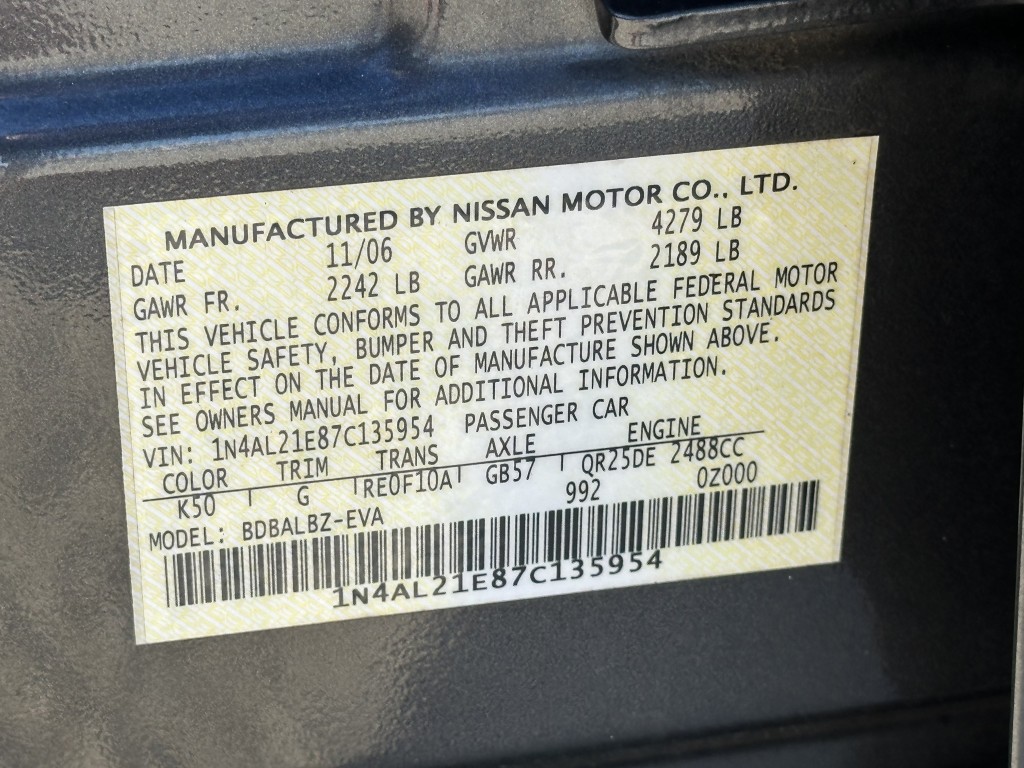 MANUFACTURED BY NISSAN MOTOR CO., LTD.
DATE 11/06 GVWR 4279 LB
GAWR FR. 2242 LB GAWR RR. 2189 LB
THIS VEHICLE CONFORMS TO ALL APPLICABLE FEDERAL MOTOR
VEHICLE SAFETY, BUMPER AND THEFT PREVENTION STANDARDS
IN EFFECT ON THE DATE OF MANUFACTURE SHOWN ABOVE.
SEE OWNERS MANUAL FOR ADDITIONAL INFORMATION.
VIN: 1N4AL21E87C135954 PASSENGER CAR
COLOR TRIM TRANS AXLE ENGINE
K50 G RE0F10A GB57 QR25DE 2488CC
992 0Z000
MODEL: BDBALBZ-EVA
1N4AL21E87C135954